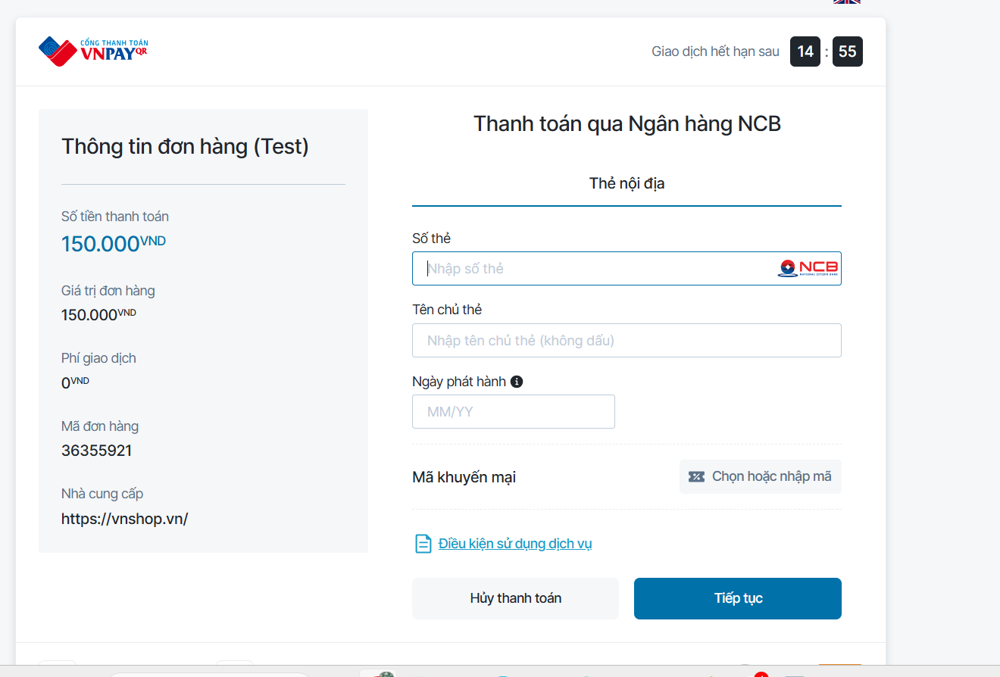 CỔNG THANH TOÁN
VNPAYQR
Giao dịch hết hạn sau 14 : 55
Thông tin đơn hàng (Test)
Số tiền thanh toán
150.000VND
Giá trị đơn hàng
150.000VND
Phí giao dịch
0VND
Mã đơn hàng
36355921
Nhà cung cấp
https://vnshop.vn/
Thanh toán qua Ngân hàng NCB
Thẻ nội địa
Số thẻ
Nhập số thẻ
NCB
NATIONAL CITIZEN BANK
Tên chủ thẻ
Nhập tên chủ thẻ (không dấu)
Ngày phát hành
MM/YY
Mã khuyến mại
Chọn hoặc nhập mã
Điều kiện sử dụng dịch vụ
Hủy thanh toán
Tiếp tục